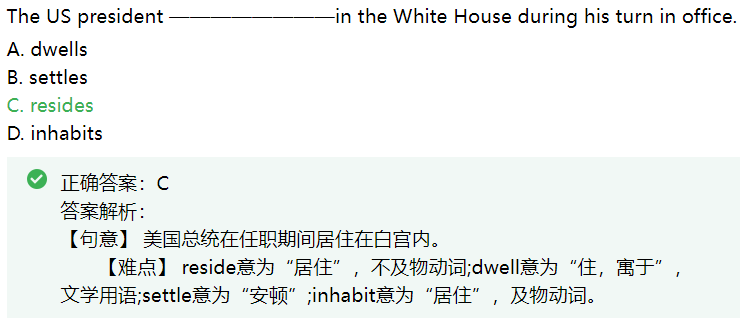 The US president ————————in the White House during his turn in office.
A. dwells
B. settles
C. resides
D. inhabits
正确答案：C
答案解析：
【句意】 美国总统在任职期间居住在白宫内。
【难点】 reside意为“居住”，不及物动词;dwell意为“住，寓于”，
文学用语;settle意为“安顿”;inhabit意为“居住”，及物动词。